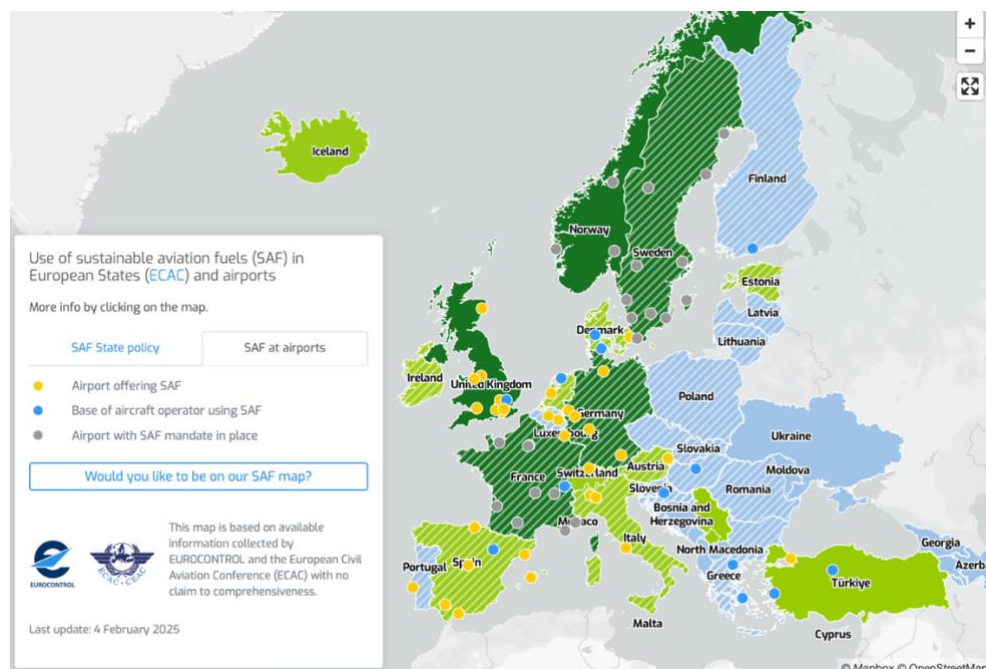 +
−
Iceland
Finland
Norway
Sweden
Estonia
Latvia
Denmark
Lithuania
Ireland
United Kingdom
Poland
Germany
Luxembourg
Ukraine
Slovakia
France
Switzerland
Austria
Moldova
Slovenia
Romania
Bosnia and
Herzegovina
Monaco
Italy
North Macedonia
Georgia
Portugal
Spain
Greece
Türkiye
Azerb
Malta
Cyprus
Use of sustainable aviation fuels (SAF) in
European States (ECAC) and airports
More info by clicking on the map.
SAF State policy SAF at airports
Airport offering SAF
Base of aircraft operator using SAF
Airport with SAF mandate in place
Would you like to be on our SAF map?
This map is based on available
information collected by
EUROCONTROL and the European Civil
Aviation Conference (ECAC) with no
claim to comprehensiveness.
EUROCONTROL
ECAC-CEAC
Last update: 4 February 2025
© Mapbox © OpenStreetMap